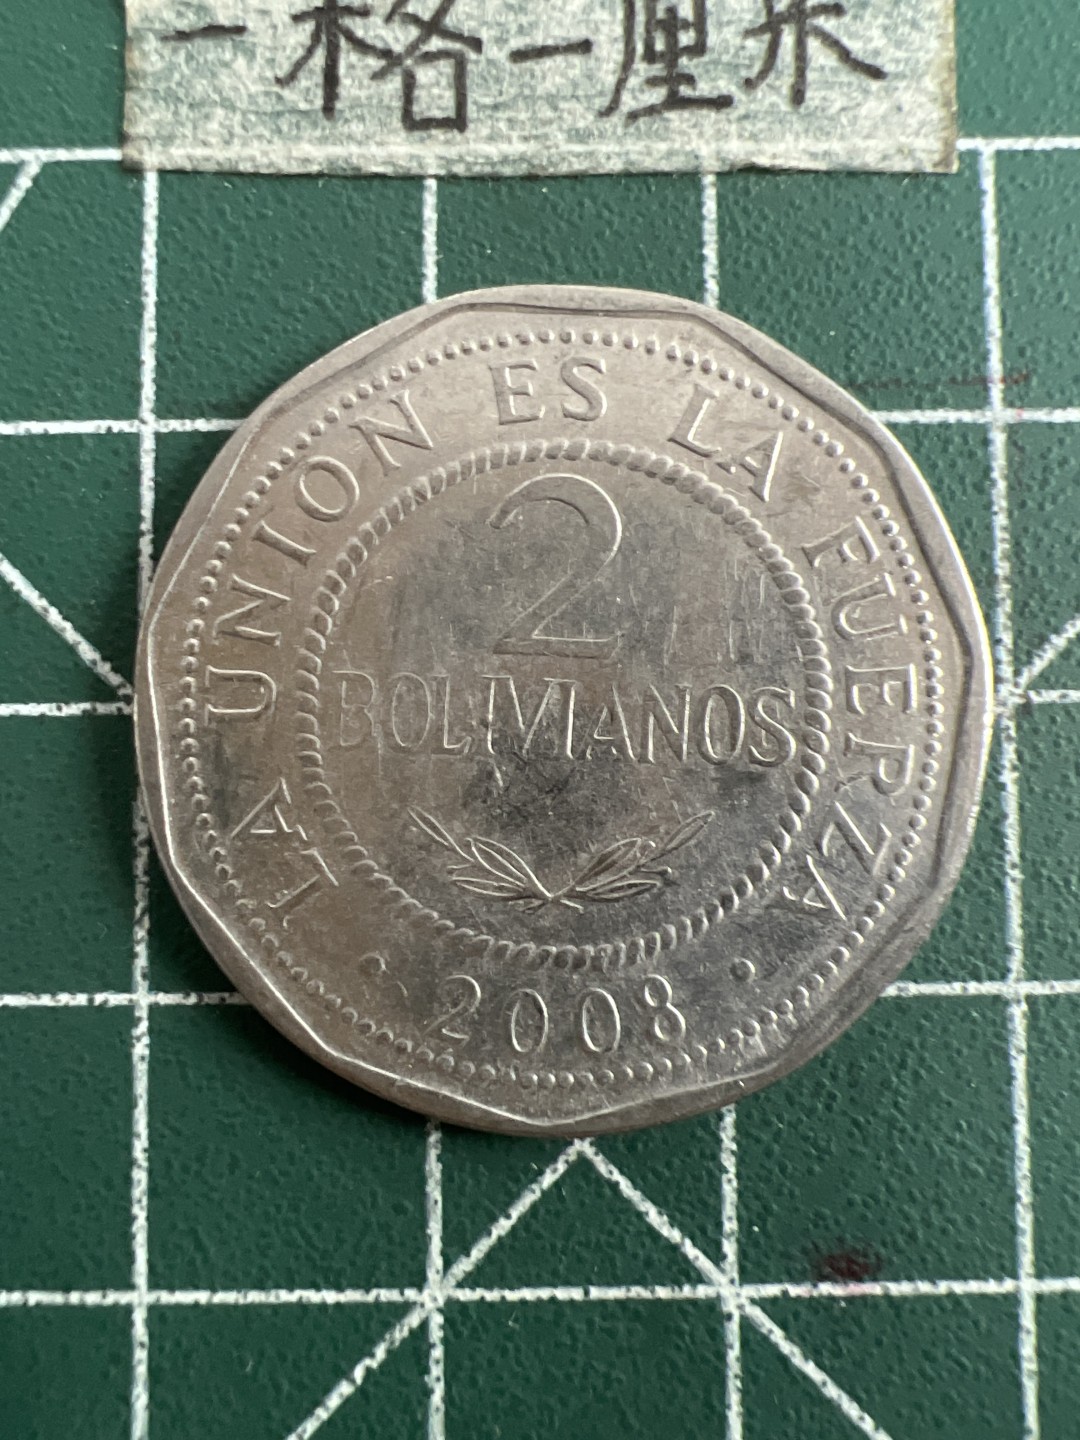 一格一厘米
LA UNION ES LA FUERZA
2
BOLIVIANOS
2008